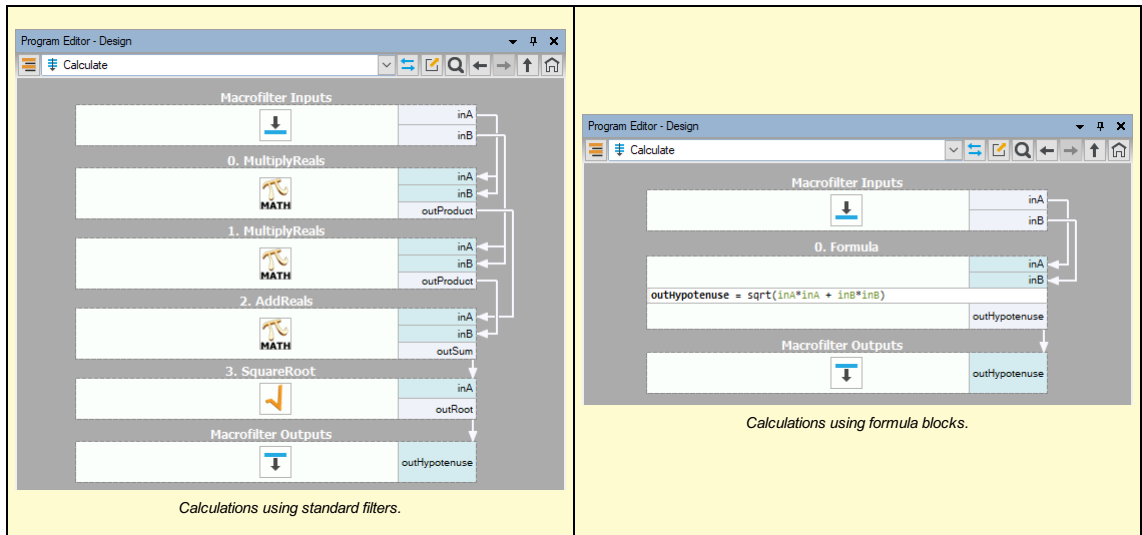 Program Editor - Design
Calculate
Macrofilter Inputs
inA
inB
0. MultiplyReals
inA
MATH
inB
outProduct
1. MultiplyReals
inA
MATH
inB
outProduct
2. AddReals
inA
MATH
inB
outSum
3. SquareRoot
inA
outRoot
Macrofilter Outputs
outHypotenuse
Calculations using standard filters.
Program Editor - Design
Calculate
Macrofilter Inputs
inA
inB
0. Formula
inA
inB
outHypotenuse = sqrt(inA*inA + inB*inB)
outHypotenuse
Macrofilter Outputs
outHypotenuse
Calculations using formula blocks.